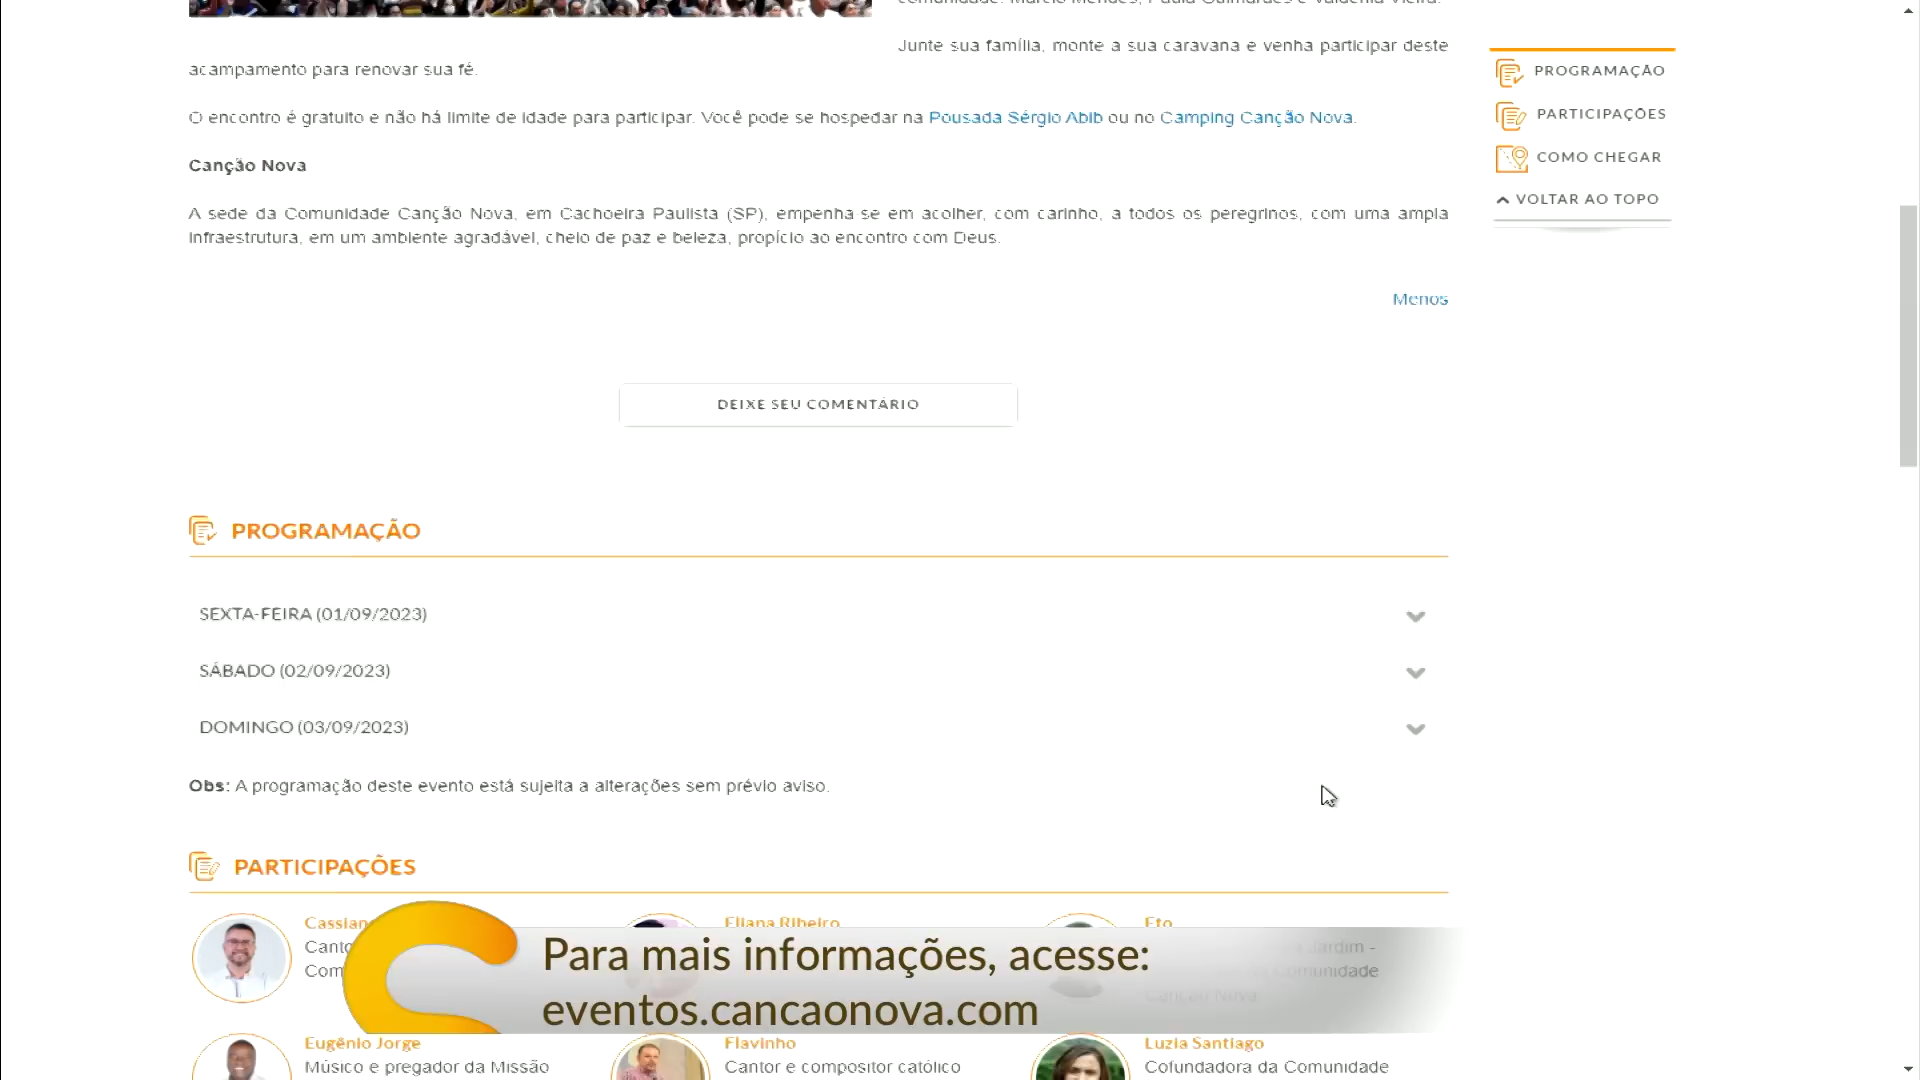 Junte sua família, monte a sua caravana e venha participar deste
acampamento para renovar sua fé.
O encontro é gratuito e não há limite de idade para participar. Você pode se hospedar na Pousada Sérgio Abib ou no Camping Canção Nova.
Canção Nova
A sede da Comunidade Canção Nova, em Cachoeira Paulista (SP), empenha-se em acolher, com carinho, a todos os peregrinos, com uma ampla
infraestrutura, em um ambiente agradável, cheio de paz e beleza, propício ao encontro com Deus.
Menos
DEIXE SEU COMENTÁRIO
PROGRAMAÇÃO
PARTICIPAÇÕES
COMO CHEGAR
VOLTAR AO TOPO
PROGRAMAÇÃO
SEXTA-FEIRA (01/09/2023)
SÁBADO (02/09/2023)
DOMINGO (03/09/2023)
Obs: A programação deste evento está sujeita a alterações sem prévio aviso.
PARTICIPAÇÕES
Eliana Ribeiro
Eto
Jardim -
Comunidade
Canção Nova
Para mais informações, acesse:
eventos.cancaonova.com
Eugênio Jorge
Músico e pregador da Missão
Flavinho
Cantor e compositor católico
Luzia Santiago
Cofundadora da Comunidade